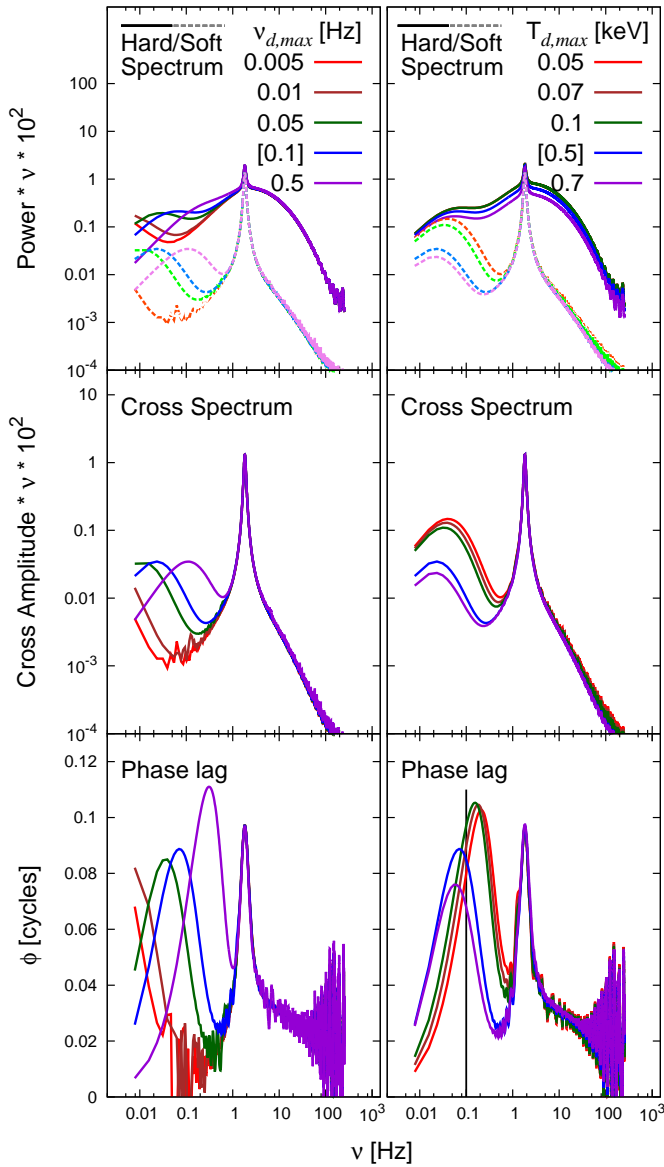 Hard/Soft ν_{d,max} [Hz]
Spectrum 0.005
0.01
0.05
[0.1]
0.5
Hard/Soft T_{d,max} [keV]
Spectrum 0.05
0.07
0.1
[0.5]
0.7
Power * ν * 10^2
100
10
1
0.1
0.01
10^-3
10^-4
Cross Spectrum
Cross Spectrum
Cross Amplitude * ν * 10^2
10
1
0.1
0.01
10^-3
10^-4
Phase lag
Phase lag
ϕ [cycles]
0.12
0.1
0.08
0.06
0.04
0.02
0
0.01 0.1 1 10 100 10^3
0.01 0.1 1 10 100 10^3
ν [Hz]